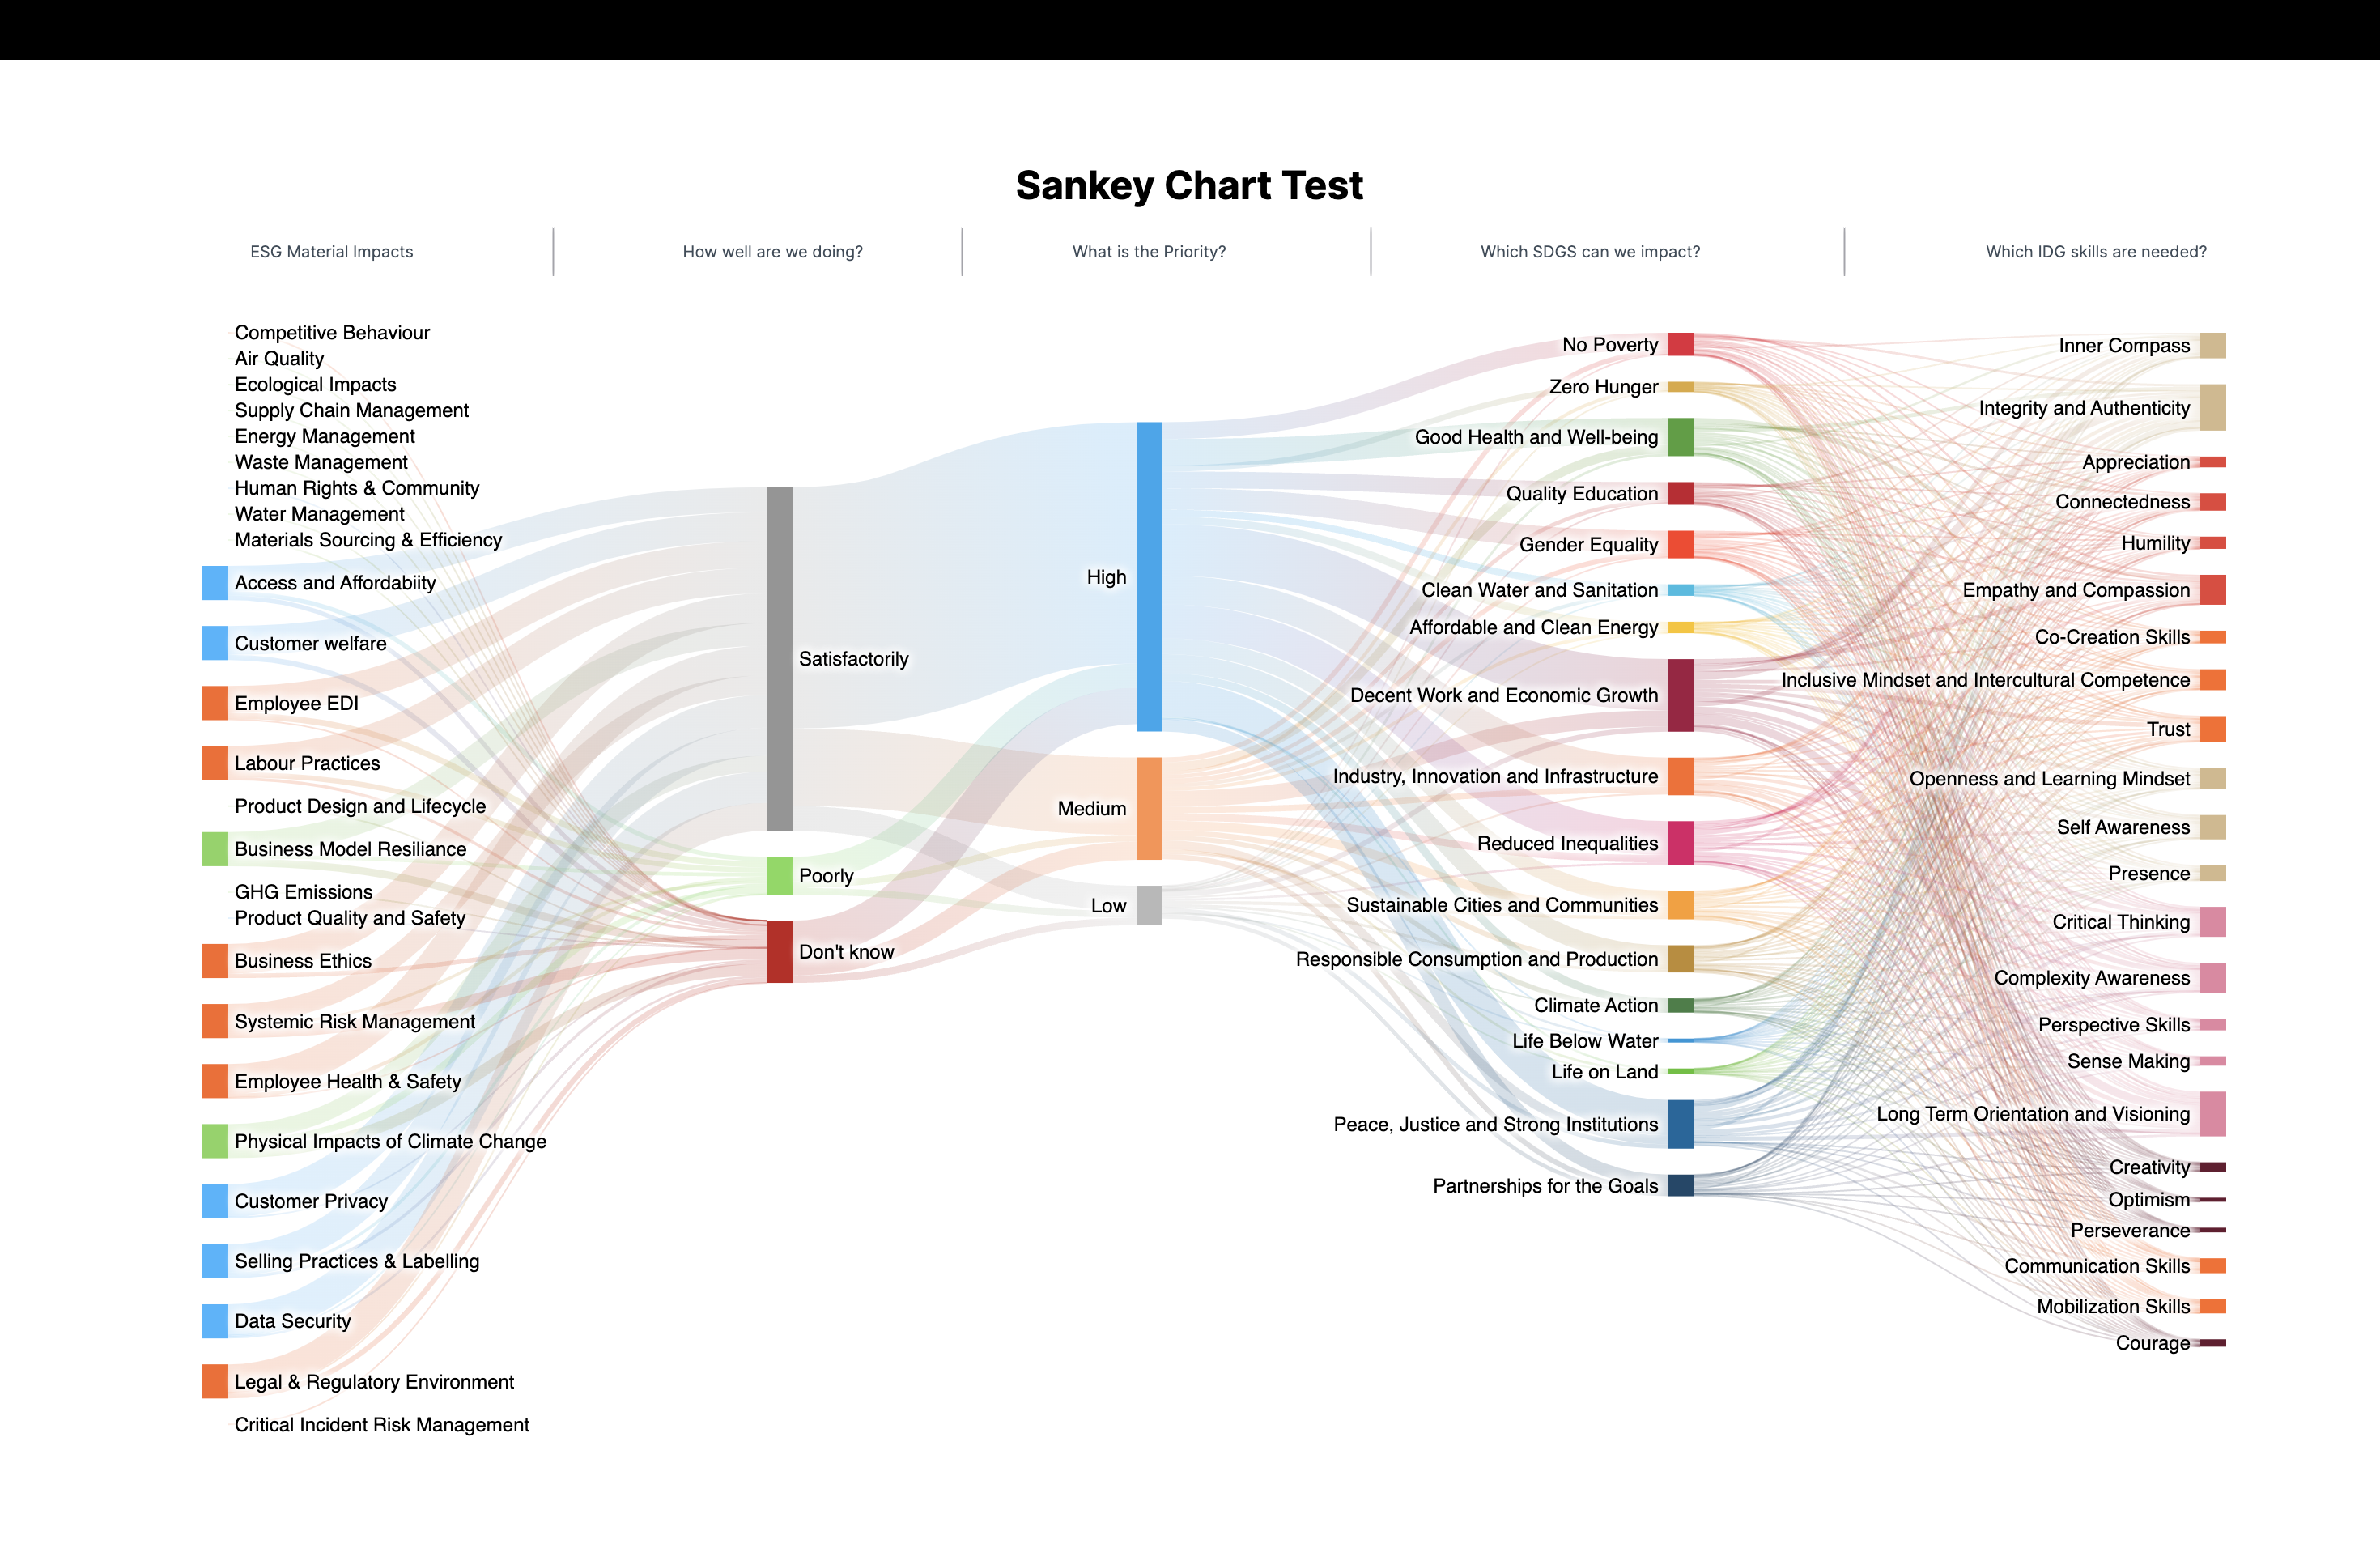 Sankey Chart Test
ESG Material Impacts
How well are we doing?
What is the Priority?
Which SDGS can we impact?
Which IDG skills are needed?
Competitive Behaviour
Air Quality
Ecological Impacts
Supply Chain Management
Energy Management
Waste Management
Human Rights & Community
Water Management
Materials Sourcing & Efficiency
Access and Affordabiity
Customer welfare
Employee EDI
Labour Practices
Product Design and Lifecycle
Business Model Resiliance
GHG Emissions
Product Quality and Safety
Business Ethics
Systemic Risk Management
Employee Health & Safety
Physical Impacts of Climate Change
Customer Privacy
Selling Practices & Labelling
Data Security
Legal & Regulatory Environment
Critical Incident Risk Management
Satisfactorily
Poorly
Don't know
High
Medium
Low
No Poverty
Zero Hunger
Good Health and Well-being
Quality Education
Gender Equality
Clean Water and Sanitation
Affordable and Clean Energy
Decent Work and Economic Growth
Industry, Innovation and Infrastructure
Reduced Inequalities
Sustainable Cities and Communities
Responsible Consumption and Production
Climate Action
Life Below Water
Life on Land
Peace, Justice and Strong Institutions
Partnerships for the Goals
Inner Compass
Integrity and Authenticity
Appreciation
Connectedness
Humility
Empathy and Compassion
Co-Creation Skills
Inclusive Mindset and Intercultural Competence
Trust
Openness and Learning Mindset
Self Awareness
Presence
Critical Thinking
Complexity Awareness
Perspective Skills
Sense Making
Long Term Orientation and Visioning
Creativity
Optimism
Perseverance
Communication Skills
Mobilization Skills
Courage